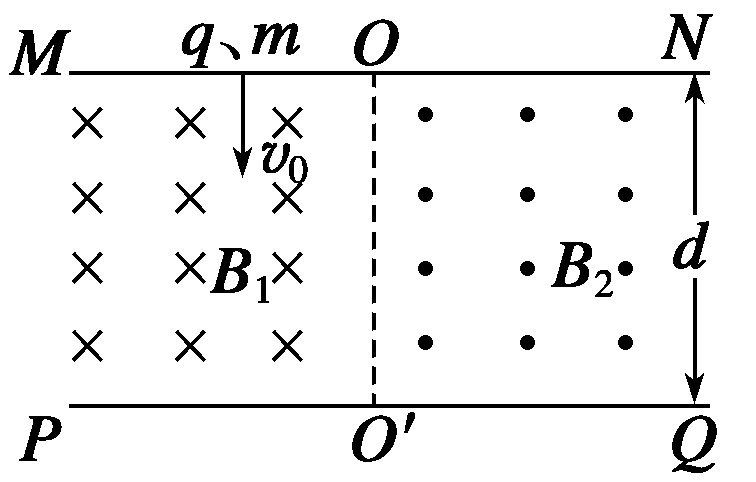 M q、m O N
v₀
B₁ B₂ d
P O′ Q